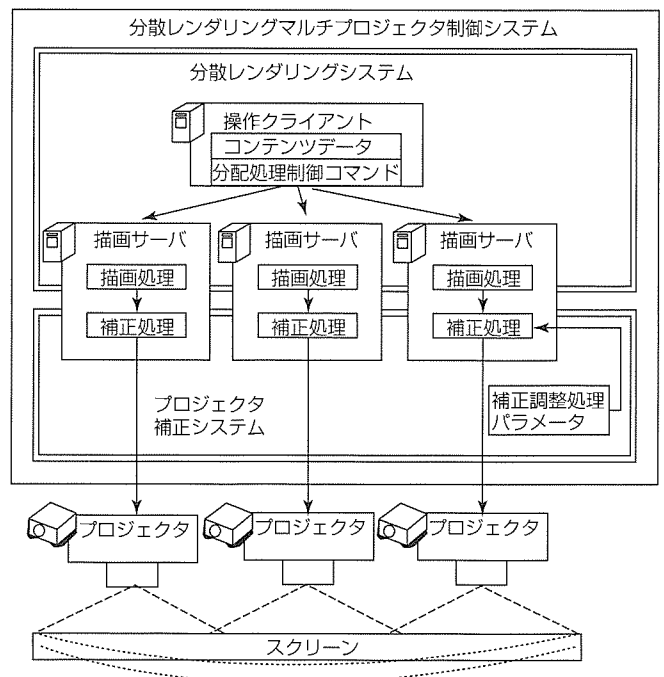 分散レンダリングマルチプロジェクタ制御システム
分散レンダリングシステム
操作クライアント
コンテンツデータ
分配処理制御コマンド
描画サーバ
描画サーバ
描画サーバ
描画処理
描画処理
描画処理
補正処理
補正処理
補正処理
プロジェクタ
補正システム
補正調整処理
パラメータ
プロジェクタ
プロジェクタ
プロジェクタ
スクリーン